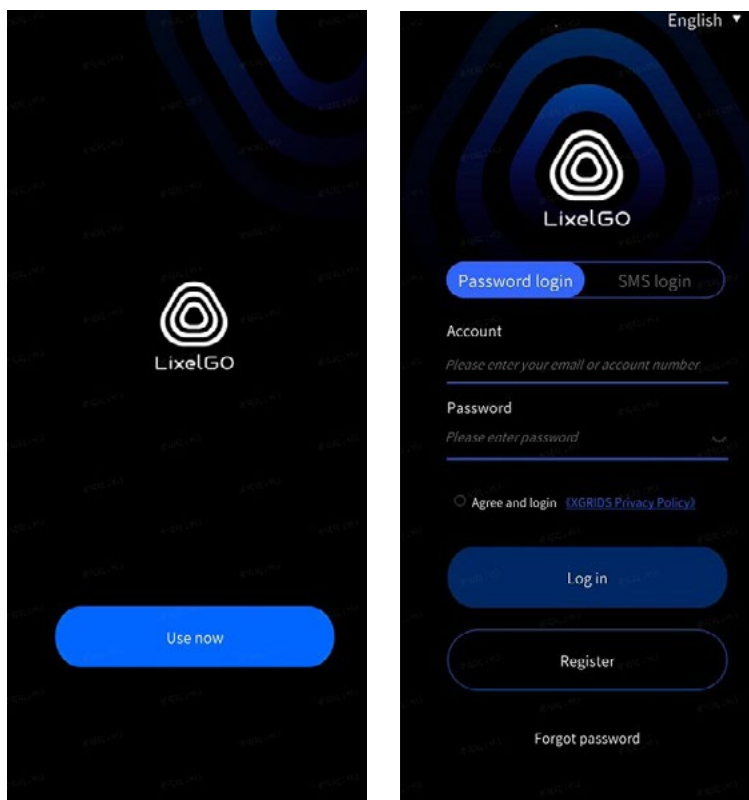 LixelGO
Use now
English ▼
LixelGO
Password login SMS login
Account
Please enter your email or account number
Password
Please enter password
Agree and login 《XGRIDS Privacy Policy》
Log in
Register
Forgot password